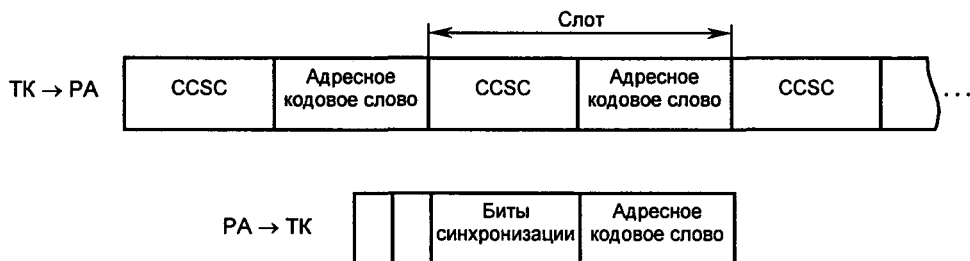 Слот
ТК → РА
CCSC
Адресное
кодовое слово
CCSC
Адресное
кодовое слово
CCSC
...
РА → ТК
Биты
синхронизации
Адресное
кодовое слово